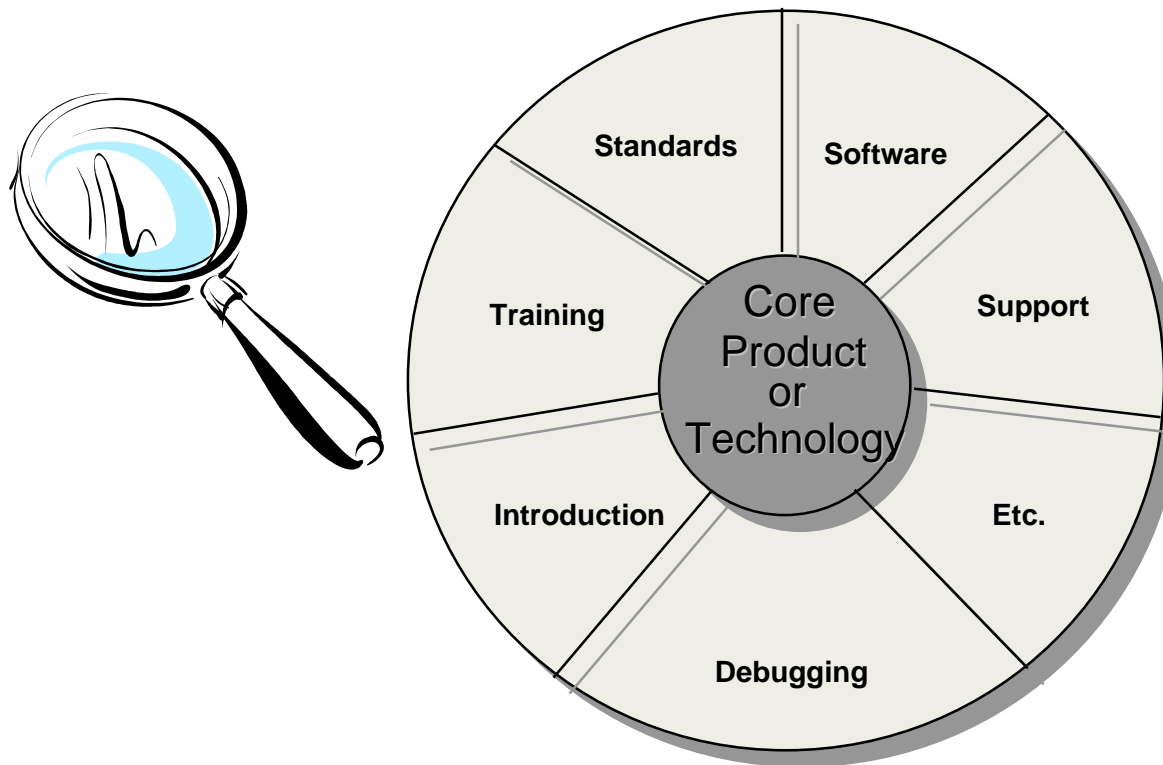 Standards
Software
Training
Core
Product
or
Technology
Support
Introduction
Etc.
Debugging